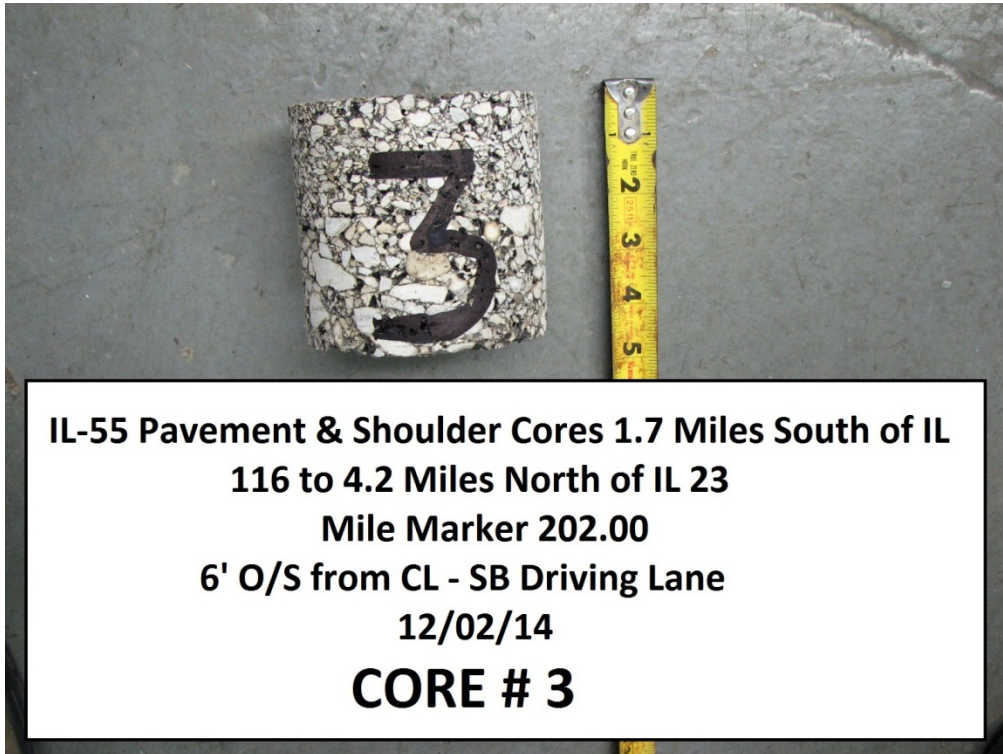 3
1 1
2
3
4
5
IL-55 Pavement & Shoulder Cores 1.7 Miles South of IL
116 to 4.2 Miles North of IL 23
Mile Marker 202.00
6' O/S from CL - SB Driving Lane
12/02/14
CORE # 3